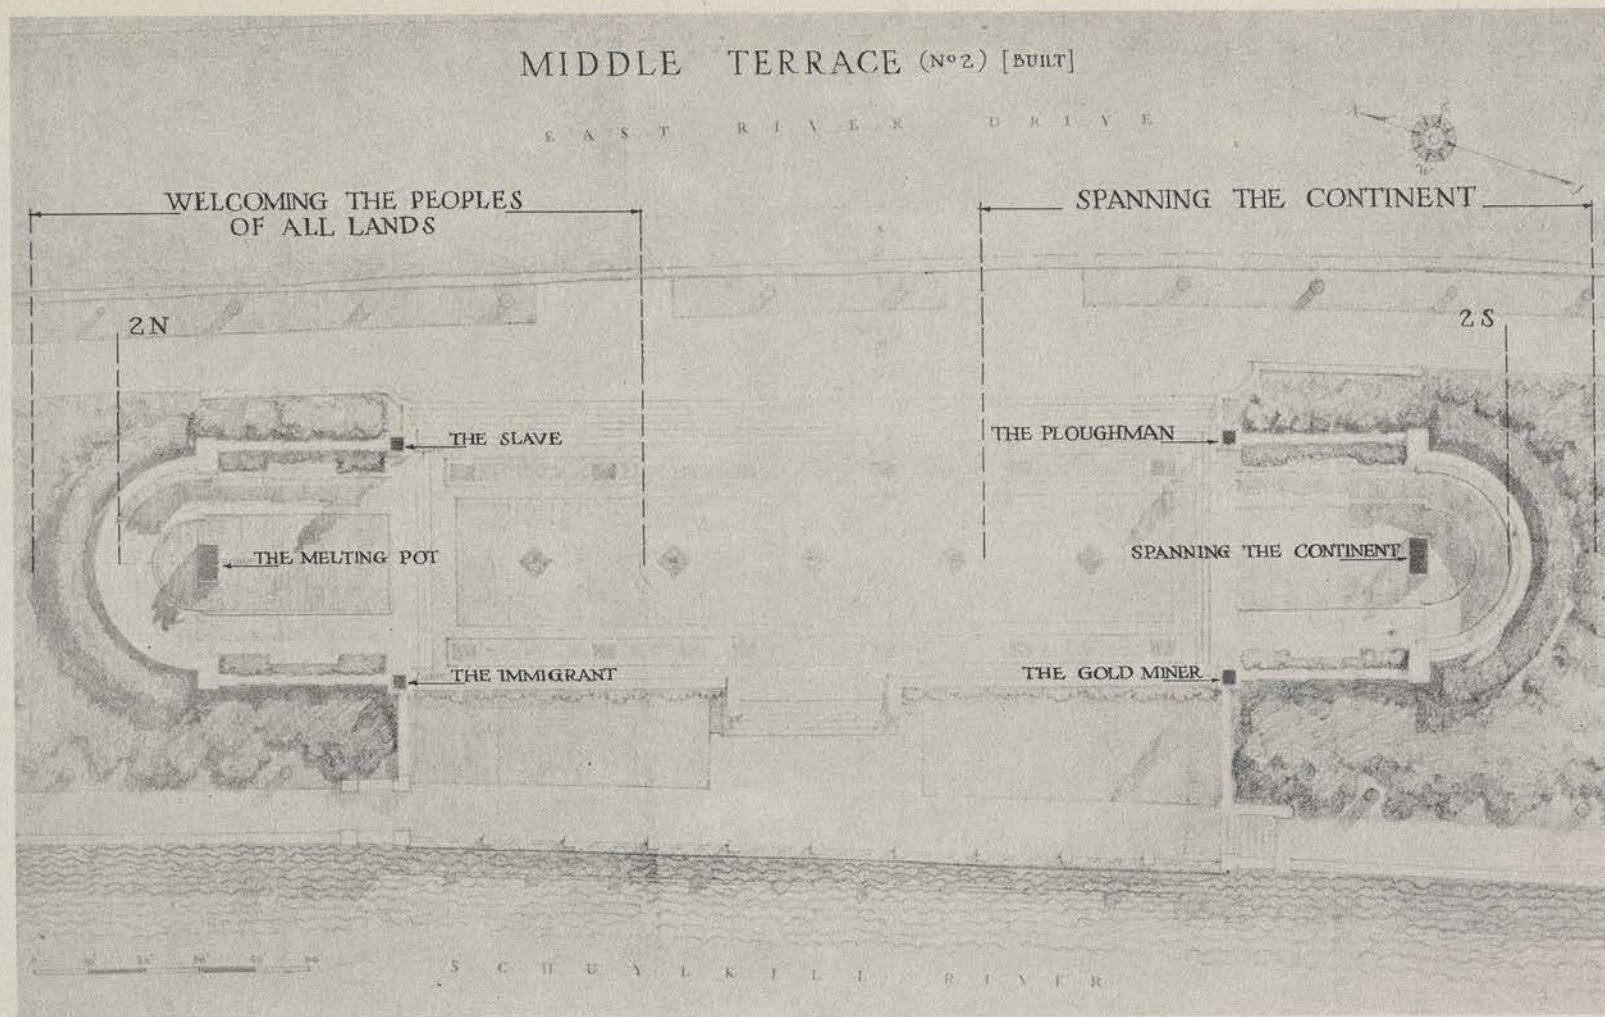 MIDDLE TERRACE (No 2) [BUILT]
EAST RIVER DRIVE
WELCOMING THE PEOPLES
OF ALL LANDS
SPANNING THE CONTINENT
2N
2S
THE SLAVE
THE PLOUGHMAN
THE MELTING POT
SPANNING THE CONTINENT
THE IMMIGRANT
THE GOLD MINER
SCHUYLKILL RIVER